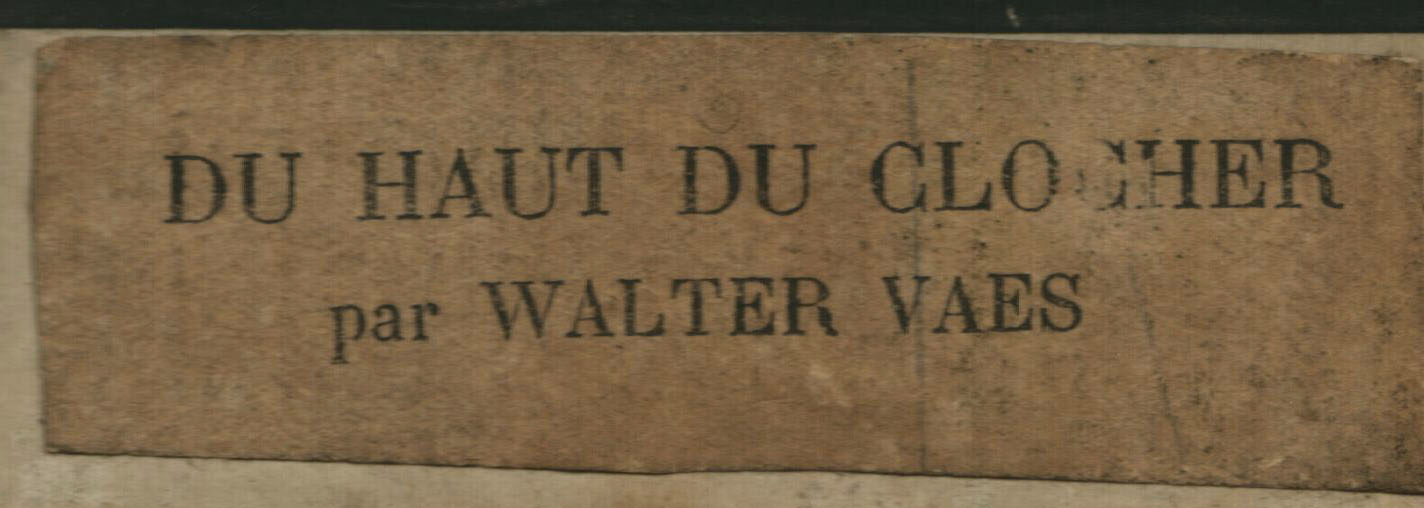 DU HAUT DU CLOCHER
par WALTER VAES